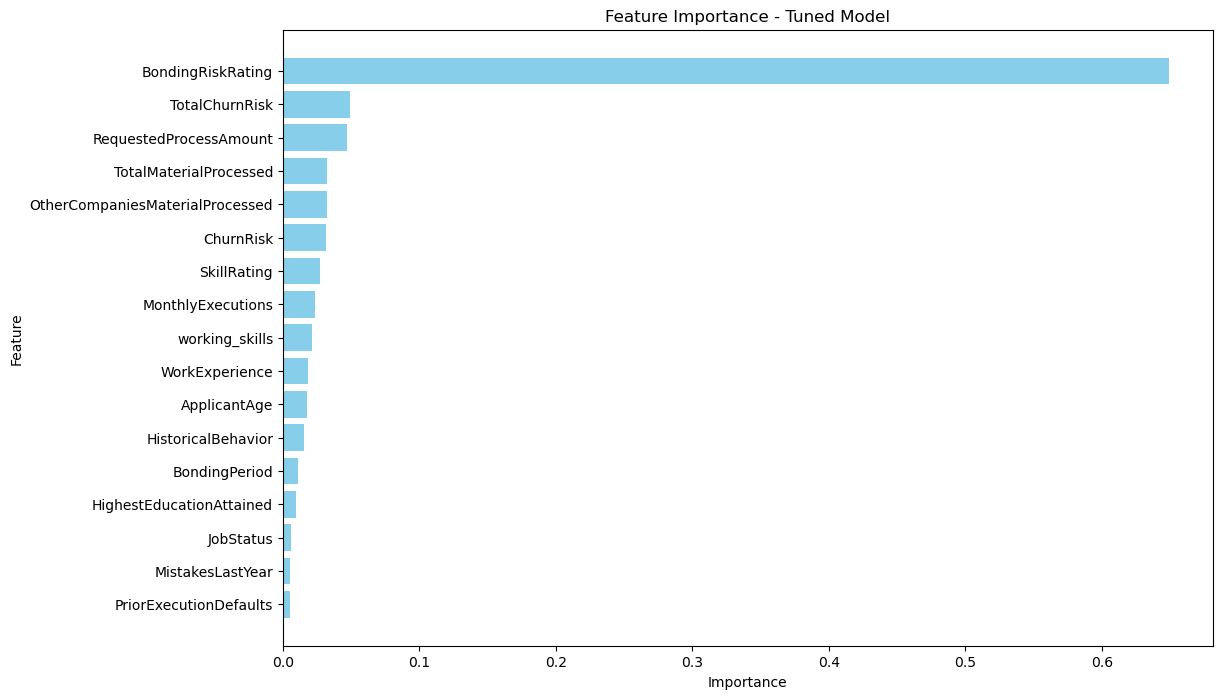 Feature Importance - Tuned Model
Feature
BondingRiskRating
TotalChurnRisk
RequestedProcessAmount
TotalMaterialProcessed
OtherCompaniesMaterialProcessed
ChurnRisk
SkillRating
MonthlyExecutions
working_skills
WorkExperience
ApplicantAge
HistoricalBehavior
BondingPeriod
HighestEducationAttained
JobStatus
MistakesLastYear
PriorExecutionDefaults
0.0 0.1 0.2 0.3 0.4 0.5 0.6
Importance